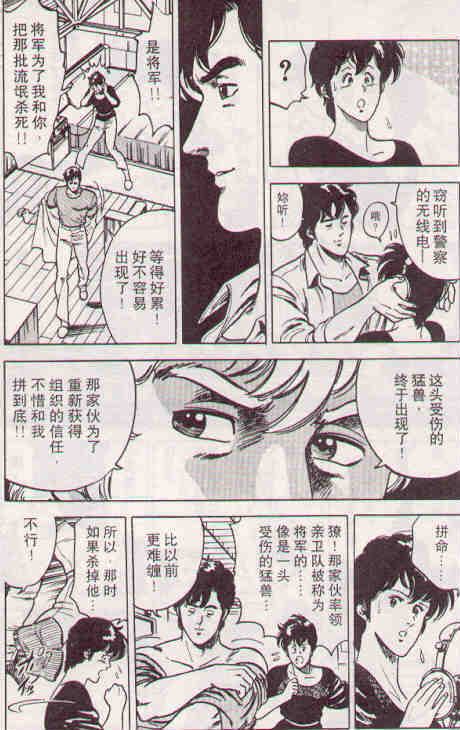 ?
窃听到警察
的无线电—
喂?
妳听!
是将军!!
将军为了我和你,
把那批流氓杀死!!
等得好累!
好不容易
出现了!
这头受伤的
猛兽,
终于出现了!
那家伙为了
重新获得
组织的信任,
不惜和我
拼到底!!
拼命……
獠!那家伙率领
亲卫队被称为
将军的……
像是一头
受伤的猛兽…
比以前
更难缠!
所以,那时
如果杀掉他…
不行!